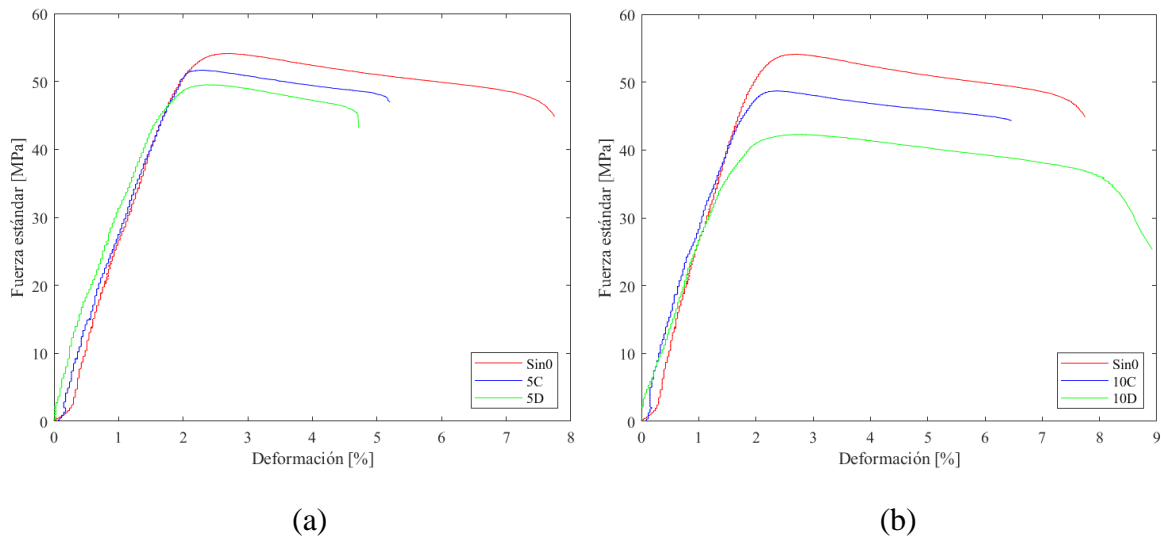 60
50
40
30
20
10
0
Fuerza estándar [MPa]
0 1 2 3 4 5 6 7 8
Deformación [%]
Sin0
5C
5D
(a)
60
50
40
30
20
10
0
Fuerza estándar [MPa]
0 1 2 3 4 5 6 7 8 9
Deformación [%]
Sin0
10C
10D
(b)